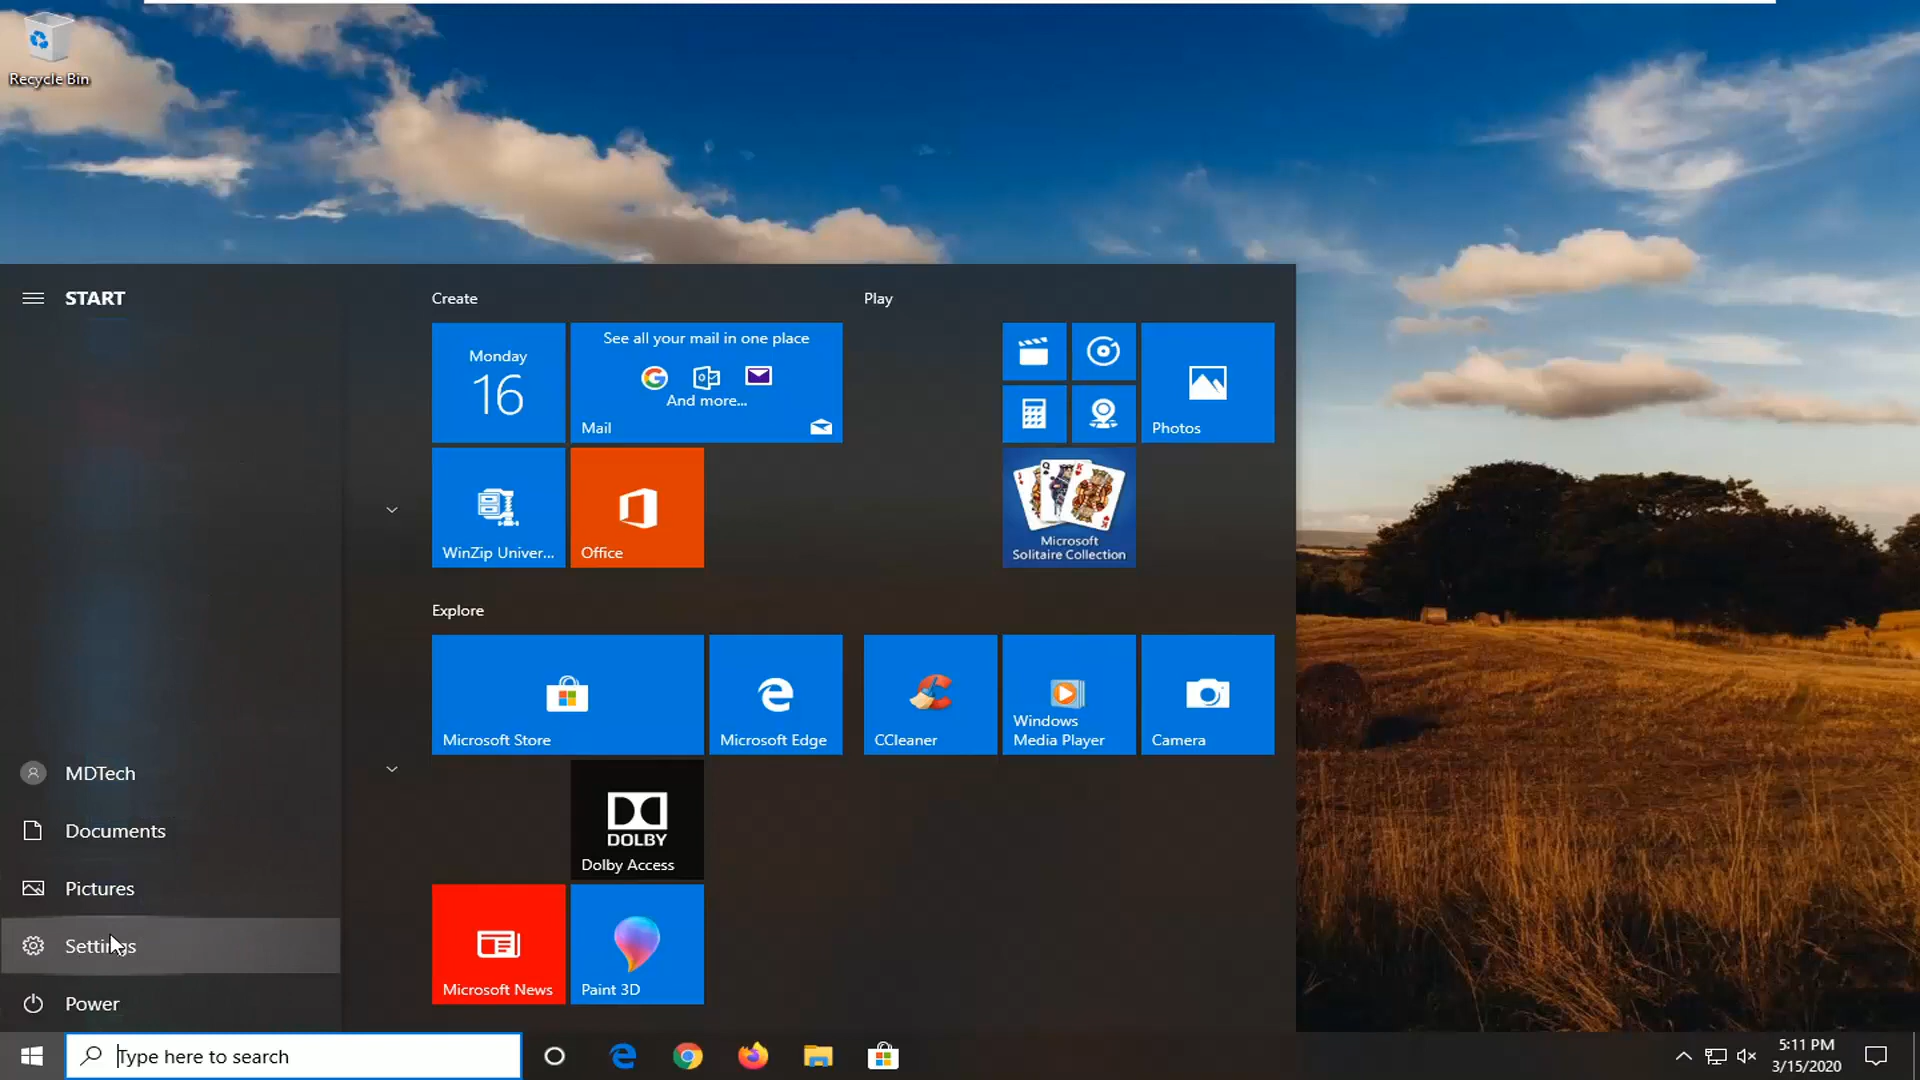 Recycle Bin
START
Create
Play
Monday
16
See all your mail in one place
And more...
Mail
Photos
WinZip Univer...
Office
Microsoft
Solitaire Collection
Explore
Microsoft Store
Microsoft Edge
CCleaner
Windows
Media Player
Camera
MDTech
Documents
DOLBY
Dolby Access
Pictures
Settings
Microsoft News
Paint 3D
Power
Type here to search
5:11 PM
3/15/2020